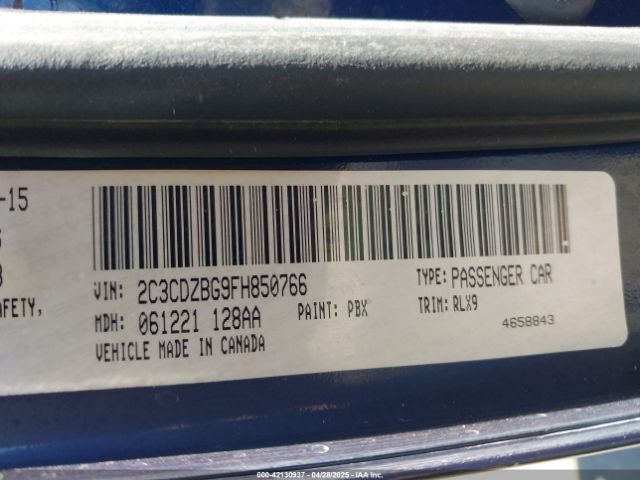 -15
AFETY,
VIN: 2C3CDZBG9FH850766
TYPE: PASSENGER CAR
MDH: 061221 128AA
PAINT: PBX
TRIM: RLX9
VEHICLE MADE IN CANADA
4658843
000-42130937 - 04/28/2025 - IAA Inc.